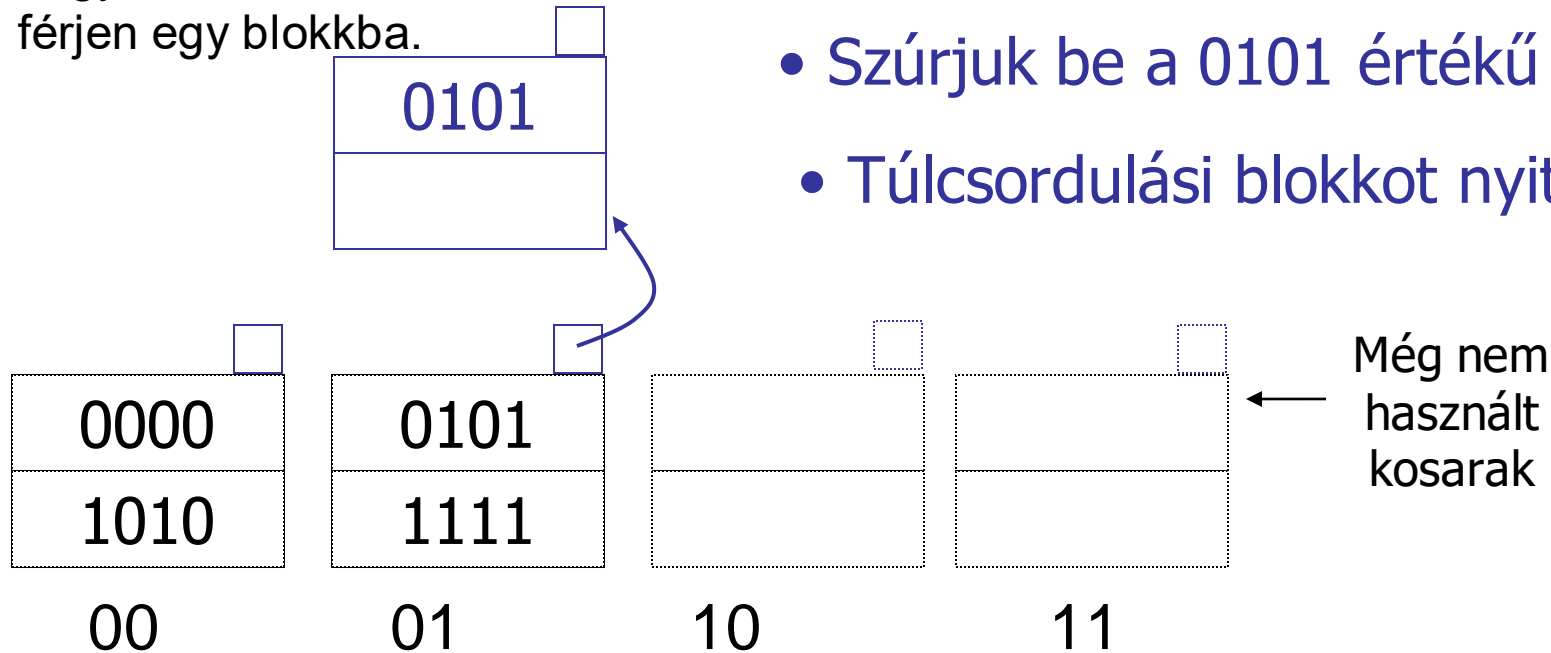 férjen egy blokkba.
• Szúrjuk be a 0101 értékű
0101
• Túlcsordulási blokkot
Még nem
használt
kosarak
0000 0101
1010 1111
00 01 10 11